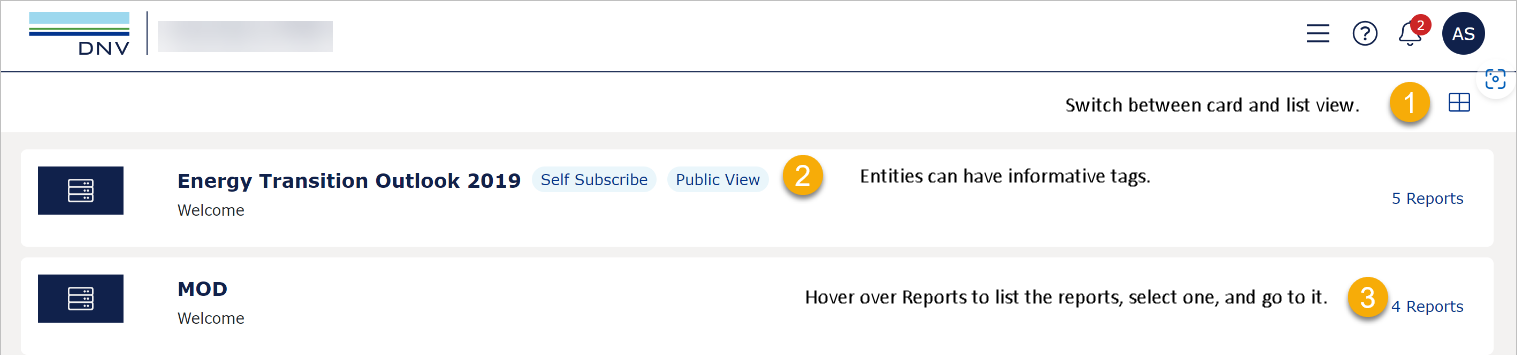 DNV
2
AS
Switch between card and list view.
1
Energy Transition Outlook 2019 Self Subscribe Public View
2
Entities can have informative tags.
Welcome
5 Reports
MOD
Hover over Reports to list the reports, select one, and go to it.
3
4 Reports
Welcome